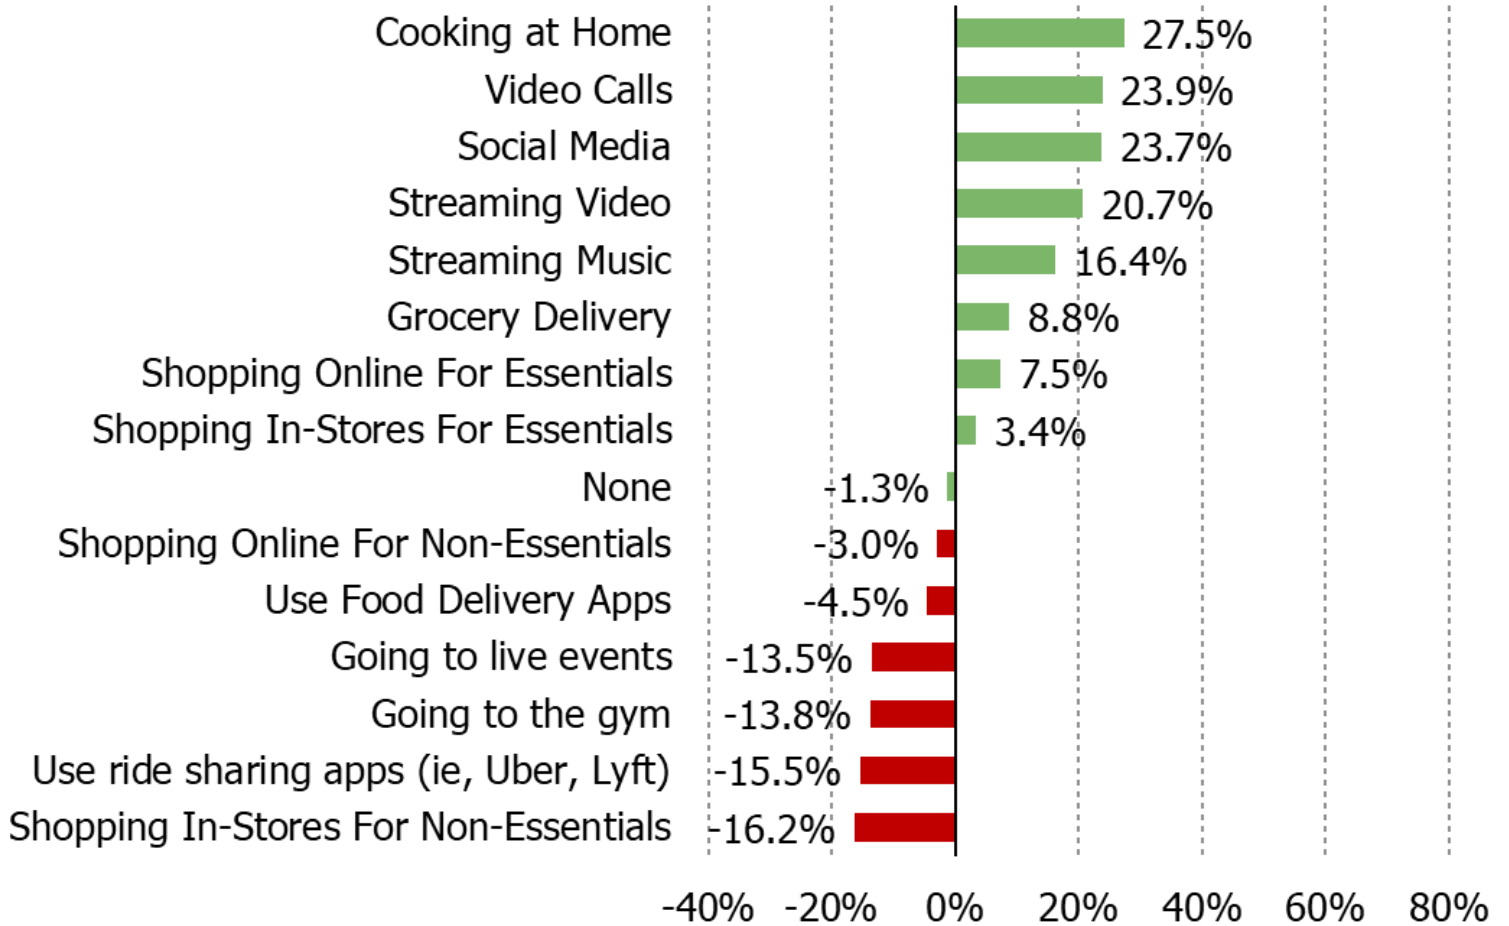 Cooking at Home 27.5%
Video Calls 23.9%
Social Media 23.7%
Streaming Video 20.7%
Streaming Music 16.4%
Grocery Delivery 8.8%
Shopping Online For Essentials 7.5%
Shopping In-Stores For Essentials 3.4%
None -1.3%
Shopping Online For Non-Essentials -3.0%
Use Food Delivery Apps -4.5%
Going to live events -13.5%
Going to the gym -13.8%
Use ride sharing apps (ie, Uber, Lyft) -15.5%
Shopping In-Stores For Non-Essentials -16.2%
-40% -20% 0% 20% 40% 60% 80%